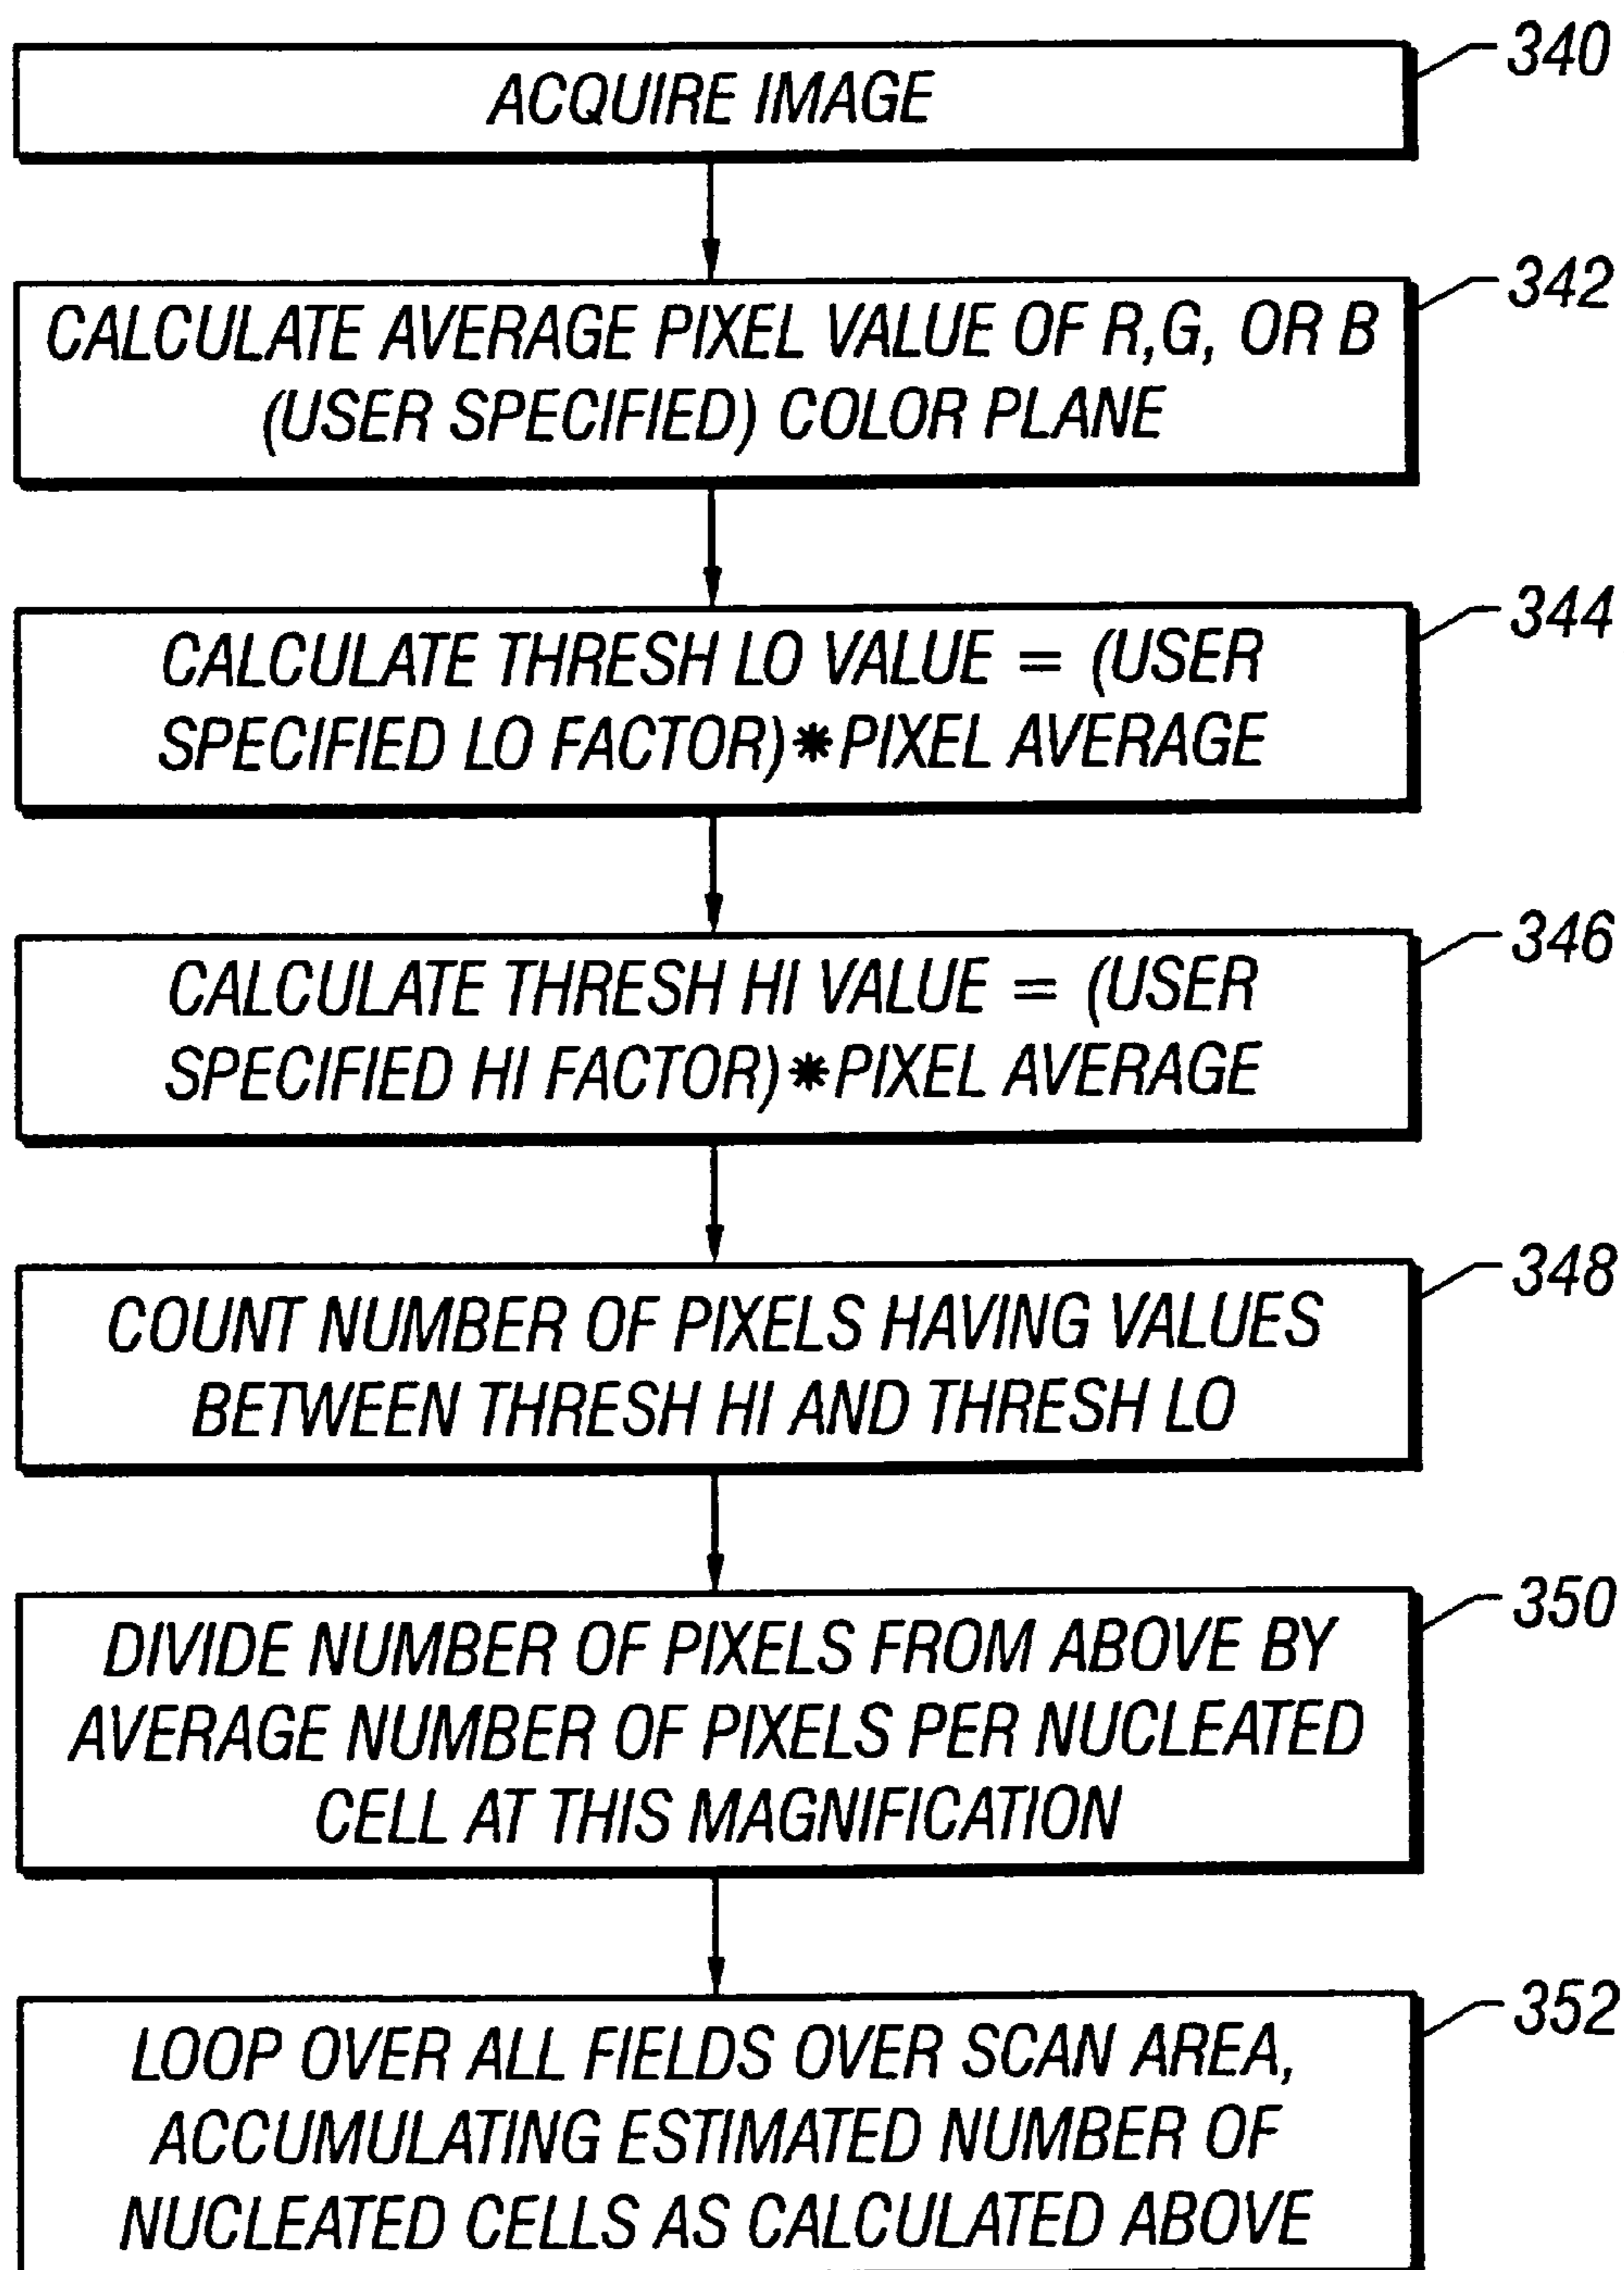 340
ACQUIRE IMAGE
342
CALCULATE AVERAGE PIXEL VALUE OF R,G, OR B
(USER SPECIFIED) COLOR PLANE
344
CALCULATE THRESH LO VALUE = (USER
SPECIFIED LO FACTOR)*PIXEL AVERAGE
346
CALCULATE THRESH HI VALUE = (USER
SPECIFIED HI FACTOR)*PIXEL AVERAGE
348
COUNT NUMBER OF PIXELS HAVING VALUES
BETWEEN THRESH HI AND THRESH LO
350
DIVIDE NUMBER OF PIXELS FROM ABOVE BY
AVERAGE NUMBER OF PIXELS PER NUCLEATED
CELL AT THIS MAGNIFICATION
352
LOOP OVER ALL FIELDS OVER SCAN AREA,
ACCUMULATING ESTIMATED NUMBER OF
NUCLEATED CELLS AS CALCULATED ABOVE